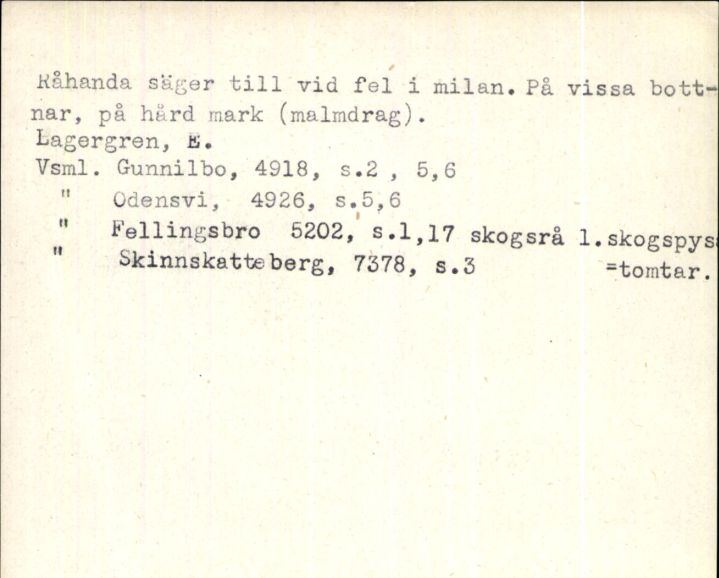 Råhanda säger till vid fel i milan. På vissa bott-
nar, på hård mark (malmdrag).
Lagergren, E.
Vsml. Gunnilbo, 4918, s.2 , 5,6
" Odensvi, 4926, s.5,6
" Fellingsbro 5202, s.1,17 skogsrå l.skogspys
" Skinnskatteberg, 7378, s.3 =tomtar.